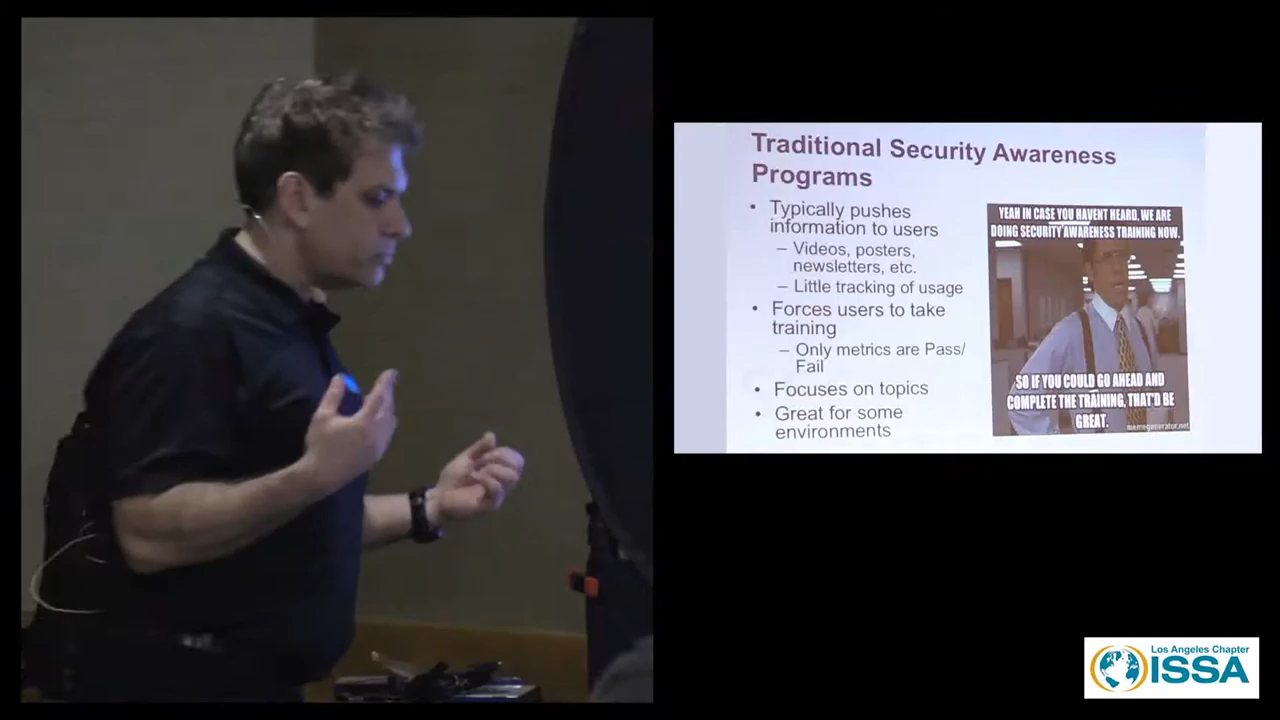 Traditional Security Awareness
Programs
• Typically pushes
information to users
– Videos, posters,
newsletters, etc.
– Little tracking of usage
• Forces users to take
training
– Only metrics are Pass/
Fail
• Focuses on topics
• Great for some
environments
YEAH IN CASE YOU HAVENT HEARD, WE ARE
DOING SECURITY AWARENESS TRAINING NOW.
SO IF YOU COULD GO AHEAD AND
COMPLETE THE TRAINING, THAT'D BE
GREAT.
memegenerator.net
Los Angeles Chapter
ISSA